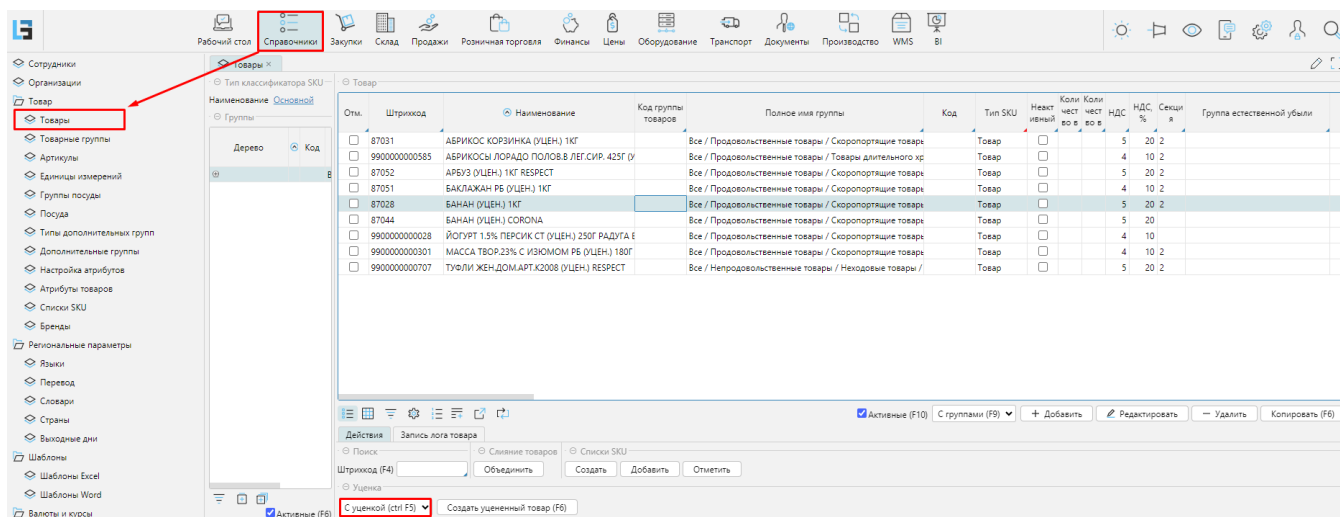 Рабочий стол Справочники Закупки Склад Продажи Розничная торговля Финансы Цены Оборудование Транспорт Документы Производство WMS BI
Сотрудники
Организации
Товар
Товары
Товарные группы
Артикулы
Единицы измерений
Группы посуды
Посуда
Типы дополнительных групп
Дополнительные группы
Настройка атрибутов
Атрибуты товаров
Списки SKU
Бренды
Региональные параметры
Языки
Перевод
Словари
Страны
Выходные дни
Шаблоны
Шаблоны Excel
Шаблоны Word
Валюты и курсы
Товары ×
Тип классификатора SKU
Наименование Основной
Группы
Дерево Код
В
Активные (F6)
Товар
Отм. Штрихкод Наименование Код группы товаров Полное имя группы Код Тип SKU Неактивный Количество в Количество в НДС НДС, % Секция Группа естественной убыли
87031 АБРИКОС КОРЗИНКА (УЦЕН.) 1КГ Все / Продовольственные товары / Скоропортящие товары Товар 5 20 2
9900000000585 АБРИКОСЫ ЛОРАДО ПОЛОВ.В ЛЕГ.СИР. 425Г (У Все / Продовольственные товары / Товары длительного хр Товар 4 10 2
87052 АРБУЗ (УЦЕН.) 1КГ RESPECT Все / Продовольственные товары / Скоропортящие товары Товар 5 20 2
87051 БАКЛАЖАН РБ (УЦЕН.) 1КГ Все / Продовольственные товары / Скоропортящие товары Товар 4 10 2
87028 БАНАН (УЦЕН.) 1КГ Все / Продовольственные товары / Скоропортящие товары Товар 5 20 2
87044 БАНАН (УЦЕН.) CORONA Все / Продовольственные товары / Скоропортящие товары Товар 5 20
9900000000028 ЙОГУРТ 1.5% ПЕРСИК СТ (УЦЕН.) 250Г РАДУГА Все / Продовольственные товары / Скоропортящие товары Товар 4 10
9900000000301 МАССА ТВОР.23% С ИЗЮМОМ РБ (УЦЕН.) 180Г Все / Продовольственные товары / Скоропортящие товары Товар 4 10 2
9900000000707 ТУФЛИ ЖЕН.ДОМ.АРТ.К2008 (УЦЕН.) RESPECT Все / Непродовольственные товары / Неходовые товары / Товар 5 20 2
Активные (F10) С группами (F9) + Добавить Редактировать − Удалить Копировать (F6)
Действия Запись лога товара
Поиск Слияние товаров Списки SKU
Штрихкод (F4) Объединить Создать Добавить Отметить
Уценка
С уценкой (ctrl F5) Создать уцененный товар (F6)